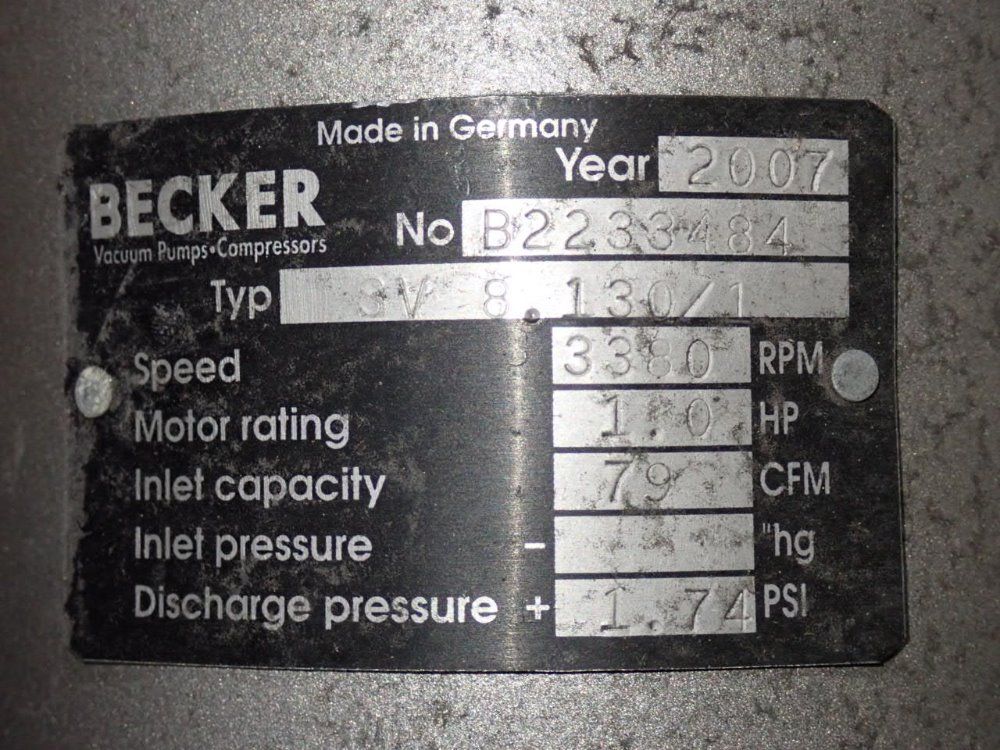 Made in Germany
Year 2007
BECKER
Vacuum Pumps•Compressors
No B2233484
Typ SV 8.130/1
Speed 3380 RPM
Motor rating 1.0 HP
Inlet capacity 79 CFM
Inlet pressure - "hg
Discharge pressure + 1.74 PSI